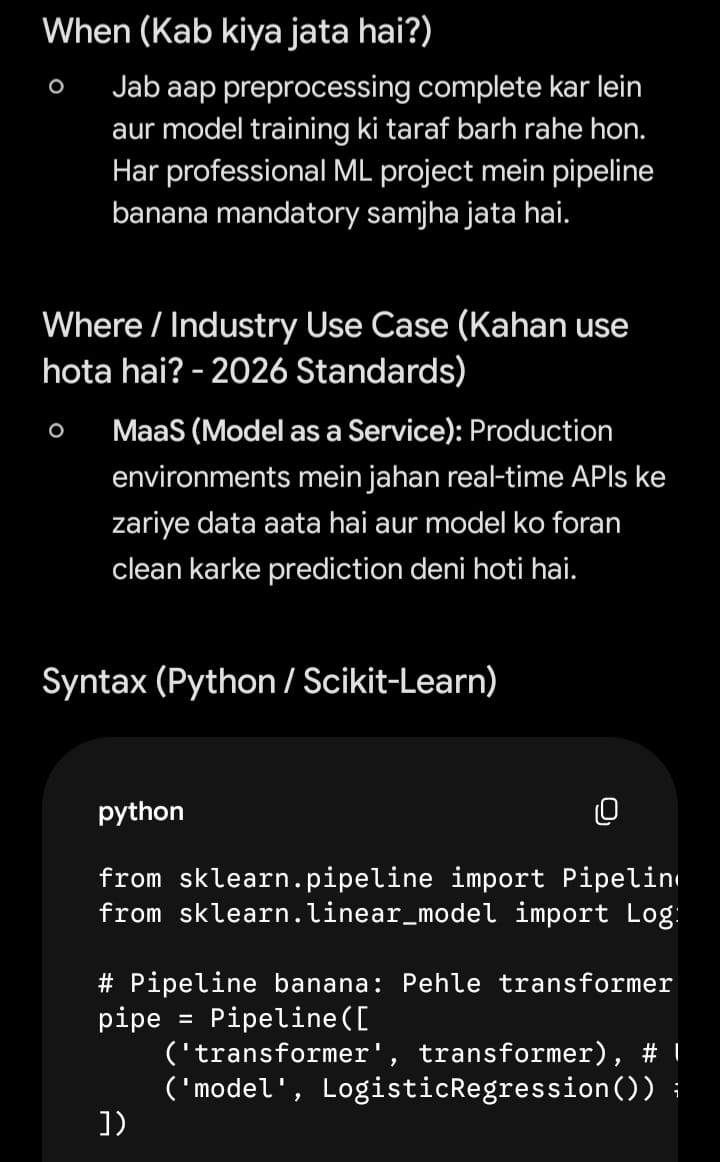 When (Kab kiya jata hai?)
Jab aap preprocessing complete kar lein
aur model training ki taraf barh rahe hon.
Har professional ML project mein pipeline
banana mandatory samjha jata hai.
Where / Industry Use Case (Kahan use
hota hai? - 2026 Standards)
MaaS (Model as a Service): Production
environments mein jahan real-time APIs ke
zariye data aata hai aur model ko foran
clean karke prediction deni hoti hai.
Syntax (Python / Scikit-Learn)
python
from sklearn.pipeline import Pipelin
from sklearn.linear_model import Log
# Pipeline banana: Pehle transformer
pipe = Pipeline([
('transformer', transformer), #
('model', LogisticRegression())
])